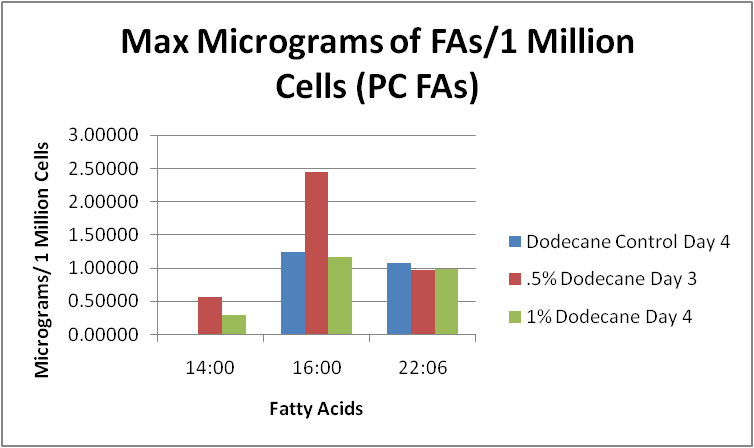 Max Micrograms of FAs/1 Million
Cells (PC FAs)
3.00000
2.50000
2.00000
1.50000
1.00000
0.50000
0.00000
Micrograms/ 1 Million Cells
14:00
16:00
22:06
Fatty Acids
Dodecane Control Day 4
.5% Dodecane Day 3
1% Dodecane Day 4